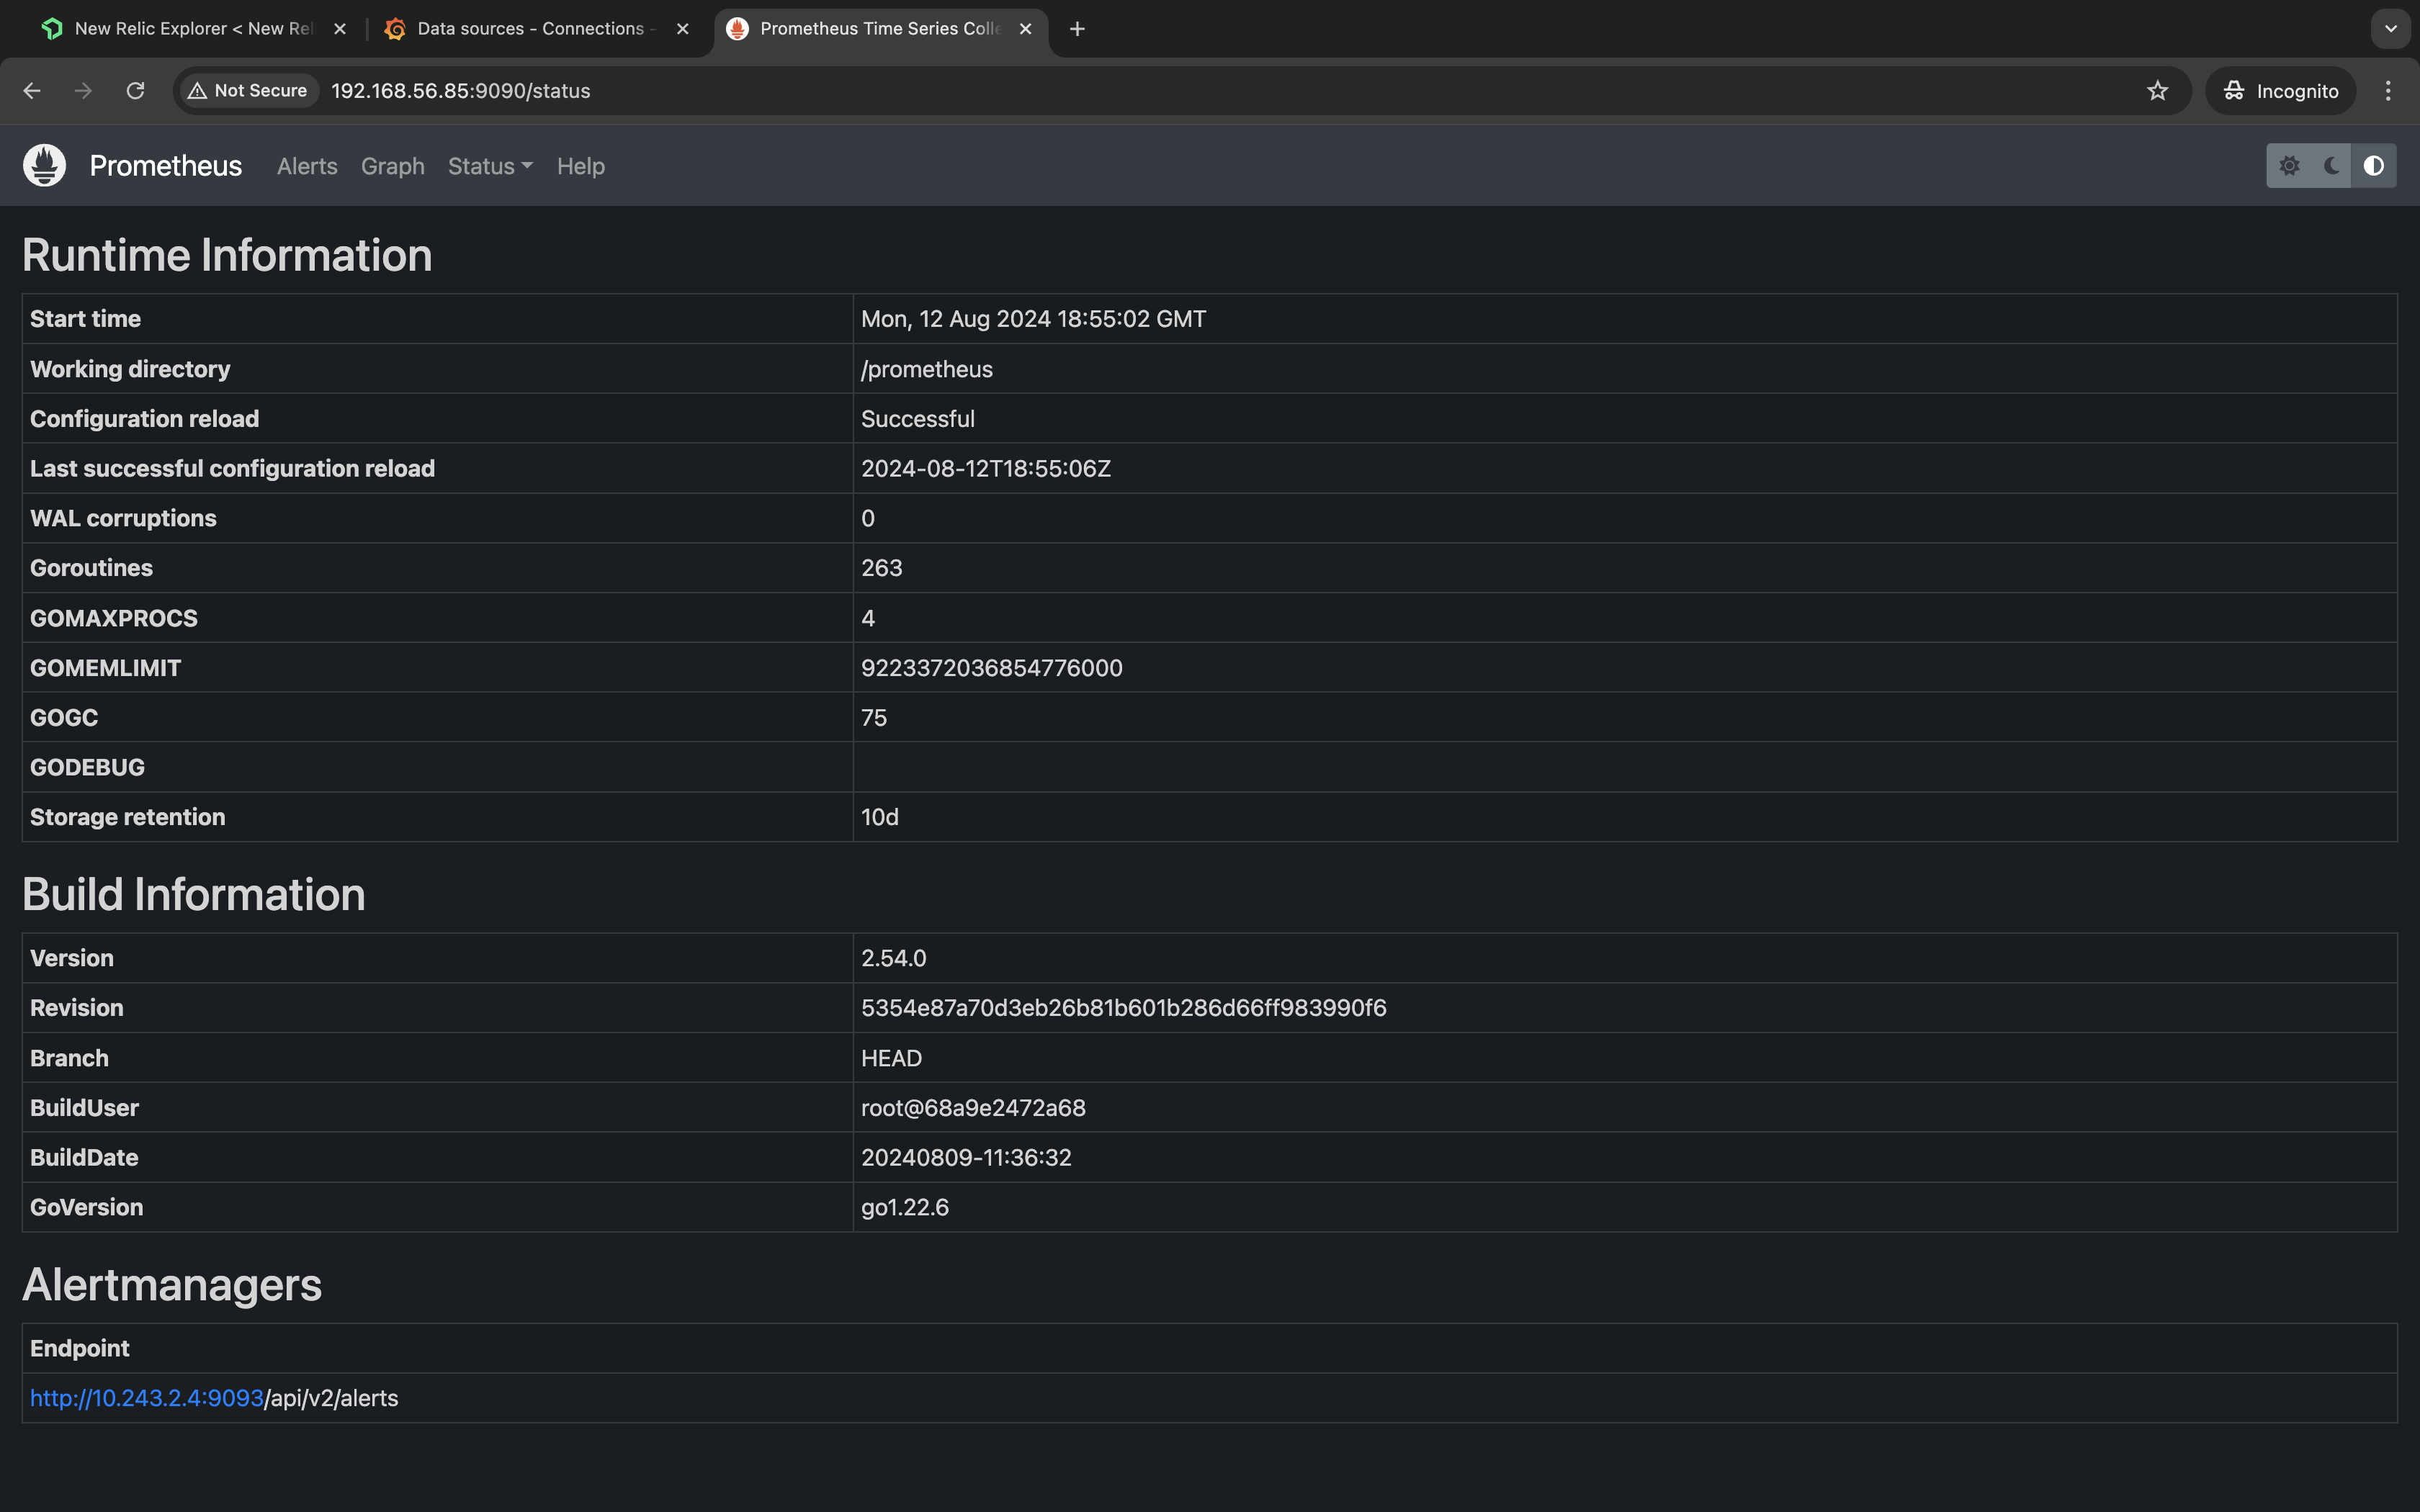 New Relic Explorer < New Rel
Data sources - Connections -
Prometheus Time Series Colle
Not Secure
192.168.56.85:9090/status
Incognito
Prometheus
Alerts
Graph
Status
Help
Runtime Information
Start time Mon, 12 Aug 2024 18:55:02 GMT
Working directory /prometheus
Configuration reload Successful
Last successful configuration reload 2024-08-12T18:55:06Z
WAL corruptions 0
Goroutines 263
GOMAXPROCS 4
GOMEMLIMIT 9223372036854776000
GOGC 75
GODEBUG
Storage retention 10d
Build Information
Version 2.54.0
Revision 5354e87a70d3eb26b81b601b286d66ff983990f6
Branch HEAD
BuildUser root@68a9e2472a68
BuildDate 20240809-11:36:32
GoVersion go1.22.6
Alertmanagers
Endpoint
http://10.243.2.4:9093/api/v2/alerts